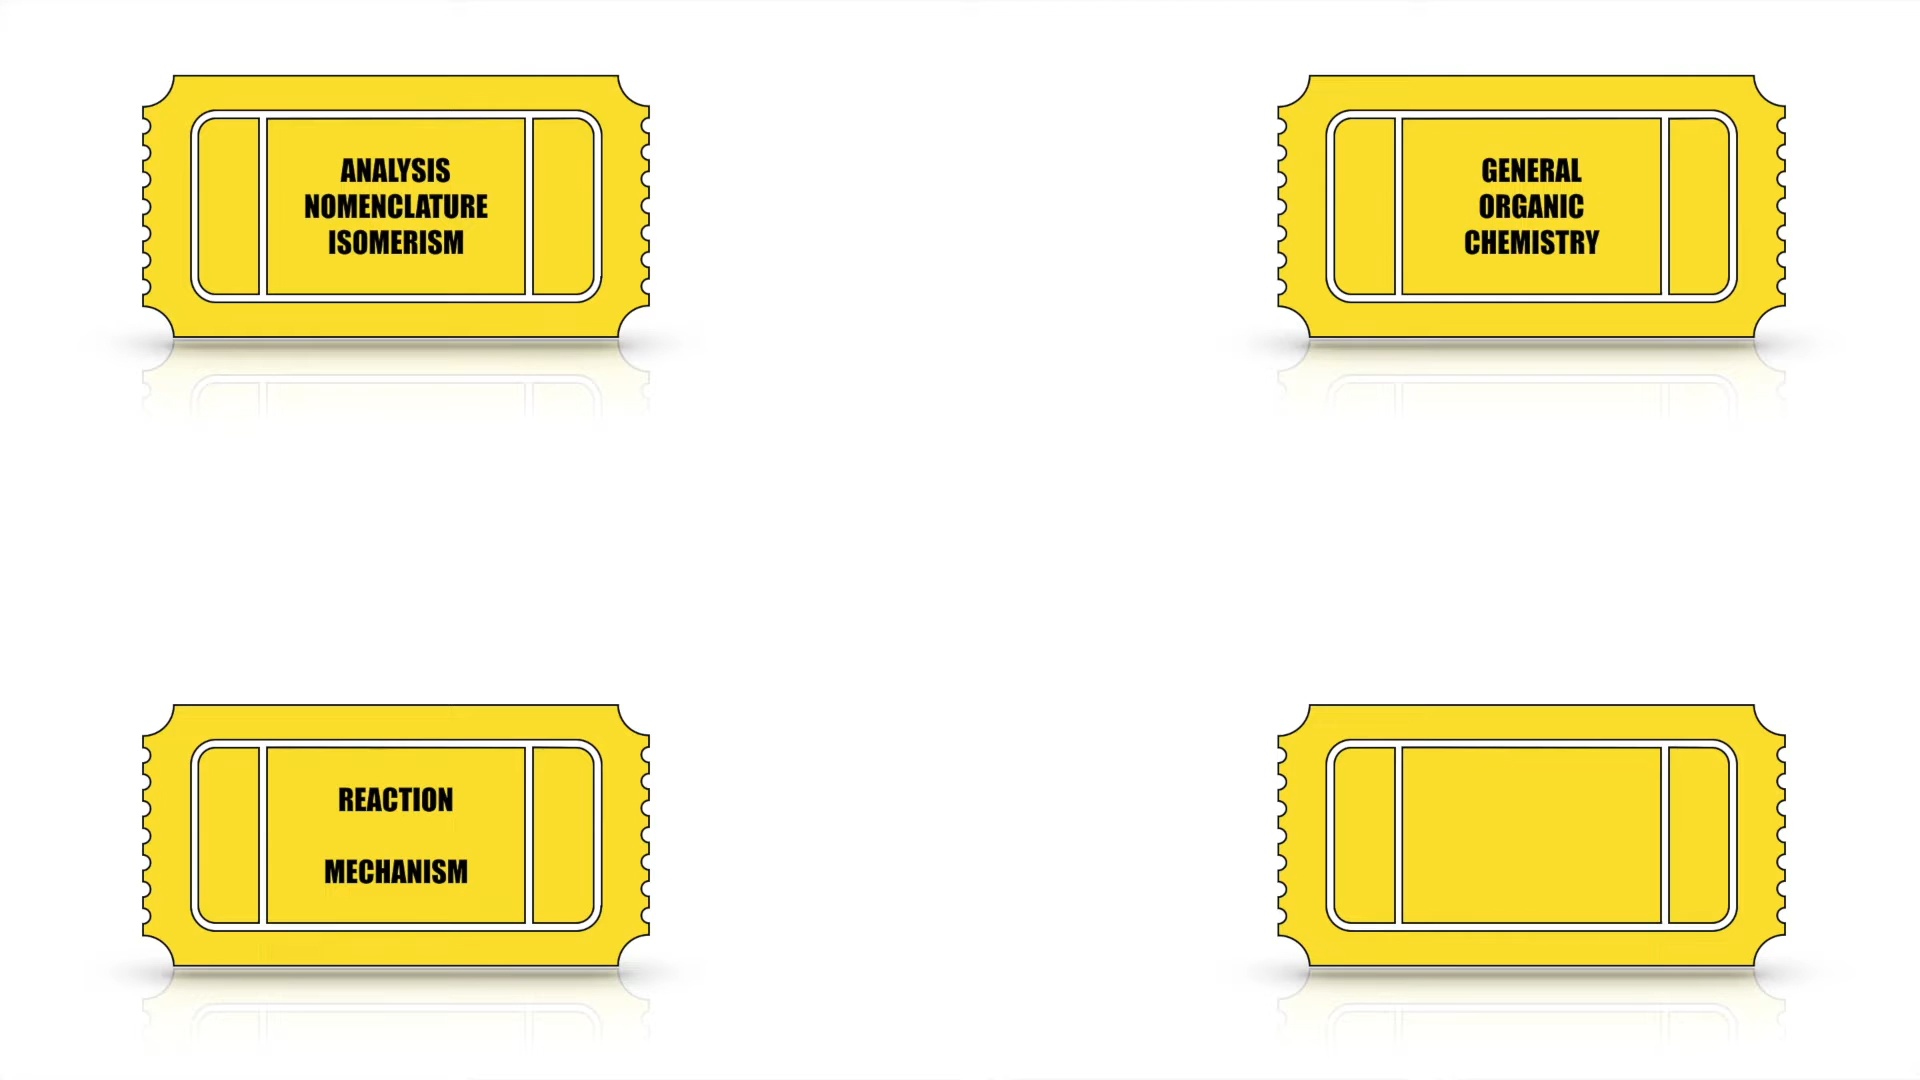 ANALYSIS
NOMENCLATURE
ISOMERISM
GENERAL
ORGANIC
CHEMISTRY
REACTION
MECHANISM